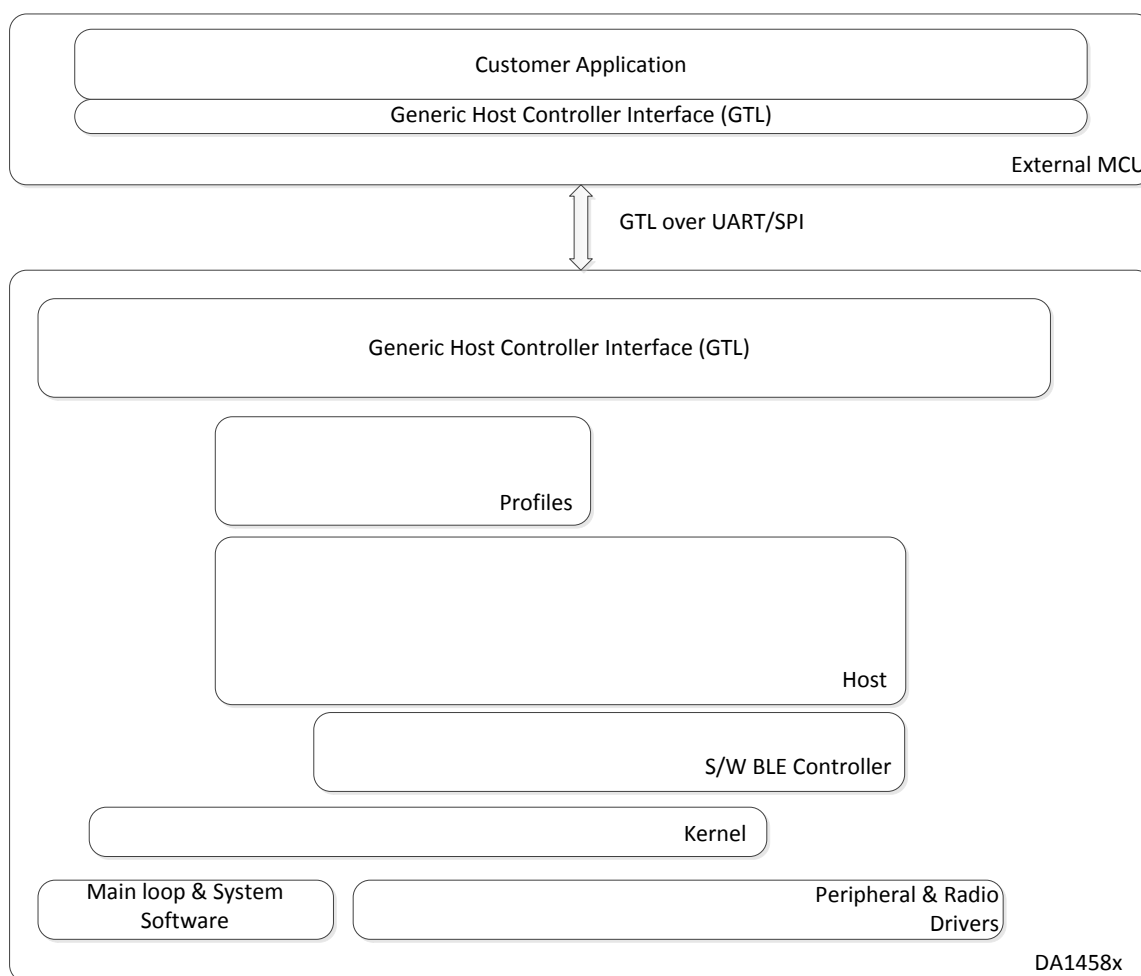 Customer Application
Generic Host Controller Interface (GTL)
External MCU
GTL over UART/SPI
Generic Host Controller Interface (GTL)
Profiles
Host
S/W BLE Controller
Kernel
Main loop & System
Software
Peripheral & Radio
Drivers
DA1458x